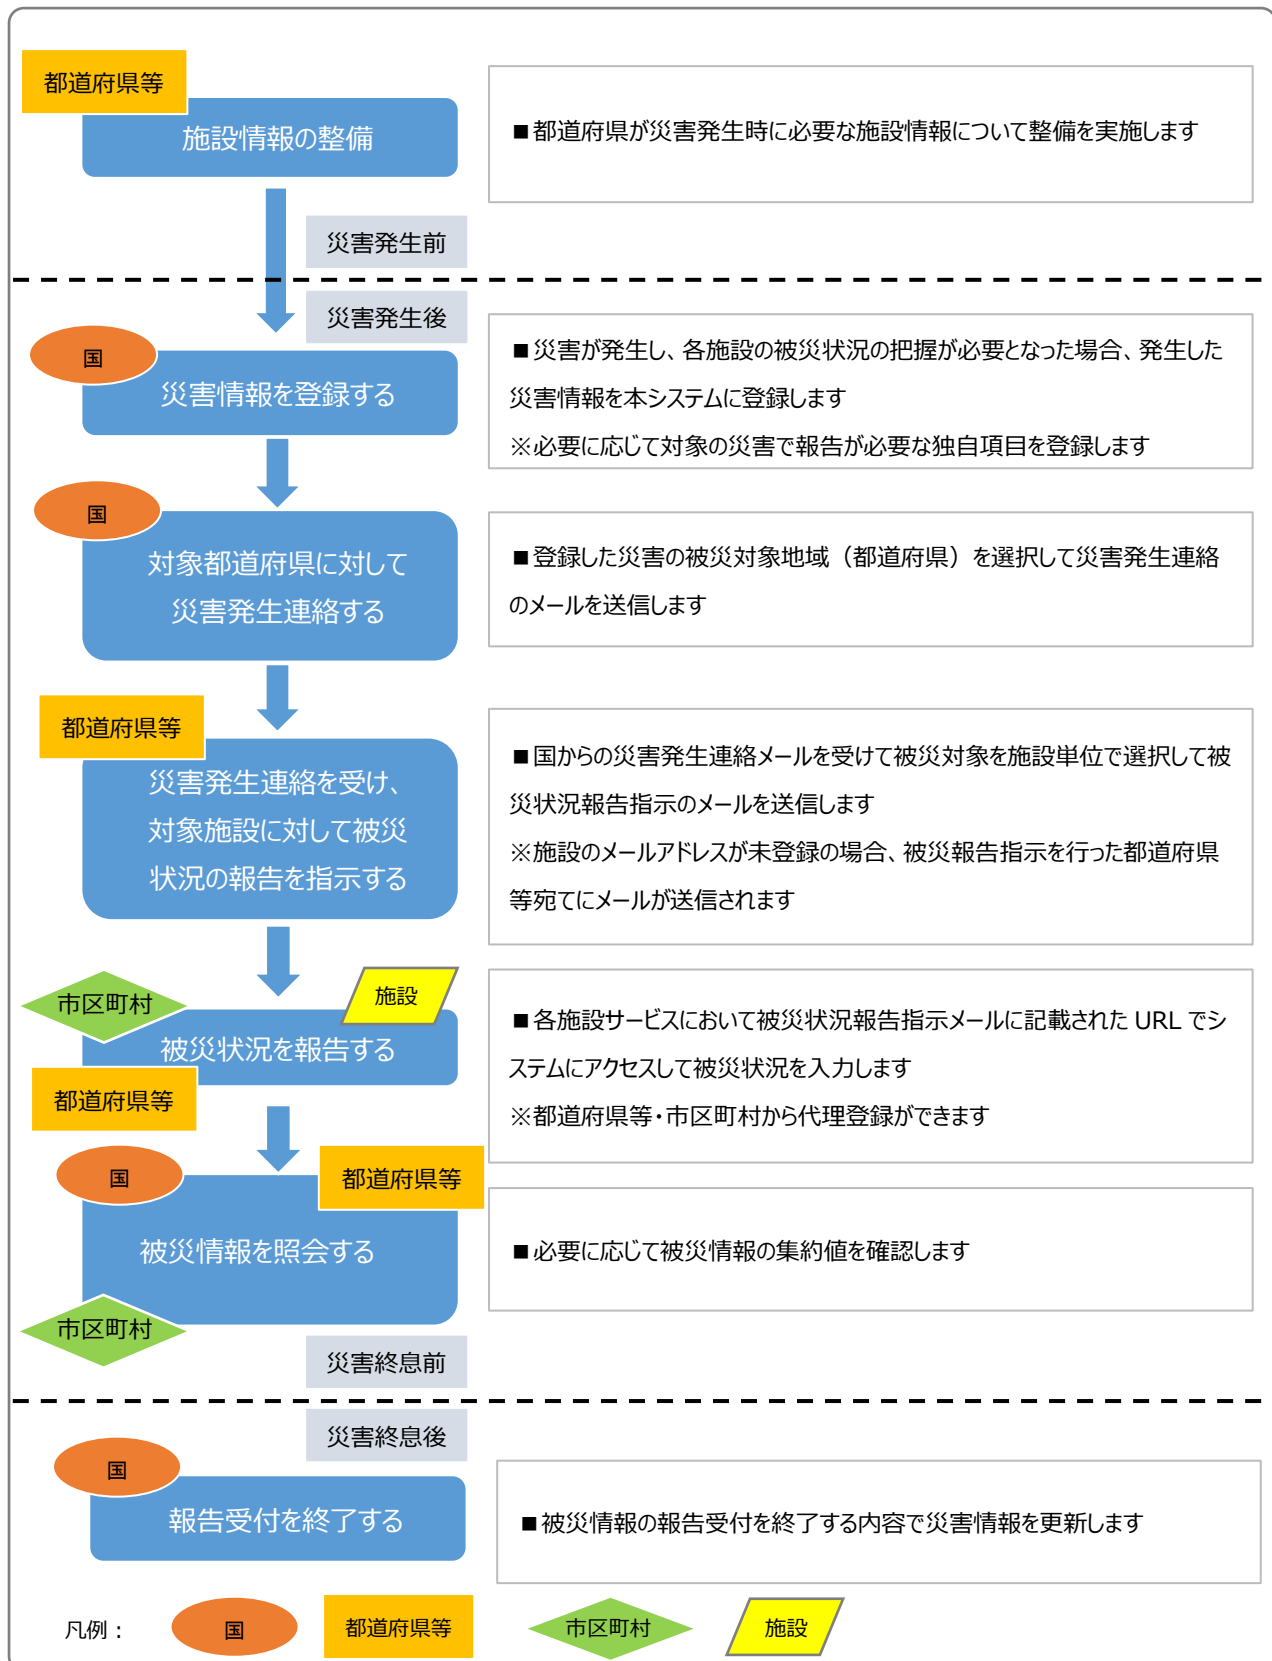 都道府県等
施設情報の整備
■都道府県が災害発生時に必要な施設情報について整備を実施します
災害発生前
災害発生後
国
災害情報を登録する
■災害が発生し、各施設の被災状況の把握が必要となった場合、発生した
災害情報を本システムに登録します
※必要に応じて対象の災害で報告が必要な独自項目を登録します
国
対象都道府県に対して
災害発生連絡する
■登録した災害の被災対象地域（都道府県）を選択して災害発生連絡
のメールを送信します
都道府県等
災害発生連絡を受け、
対象施設に対して被災
状況の報告を指示する
■国からの災害発生連絡メールを受けて被災対象を施設単位で選択して被
災状況報告指示のメールを送信します
※施設のメールアドレスが未登録の場合、被災報告指示を行った都道府県
等宛てにメールが送信されます
市区町村
施設
被災状況を報告する
都道府県等
■各施設サービスにおいて被災状況報告指示メールに記載された URL でシ
ステムにアクセスして被災状況を入力します
※都道府県等・市区町村から代理登録ができます
国
都道府県等
被災情報を照会する
市区町村
■必要に応じて被災情報の集約値を確認します
災害終息前
災害終息後
国
報告受付を終了する
■被災情報の報告受付を終了する内容で災害情報を更新します
凡例：
国
都道府県等
市区町村
施設